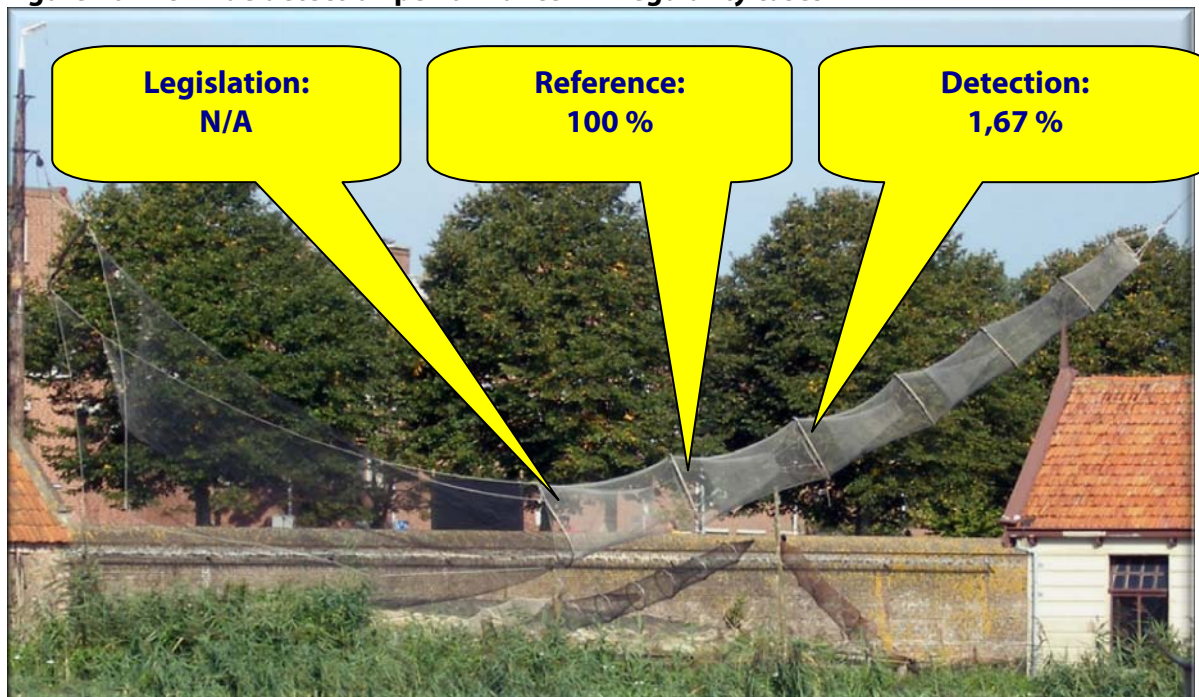 Legislation:
N/A
Reference:
100 %
Detection:
1,67 %